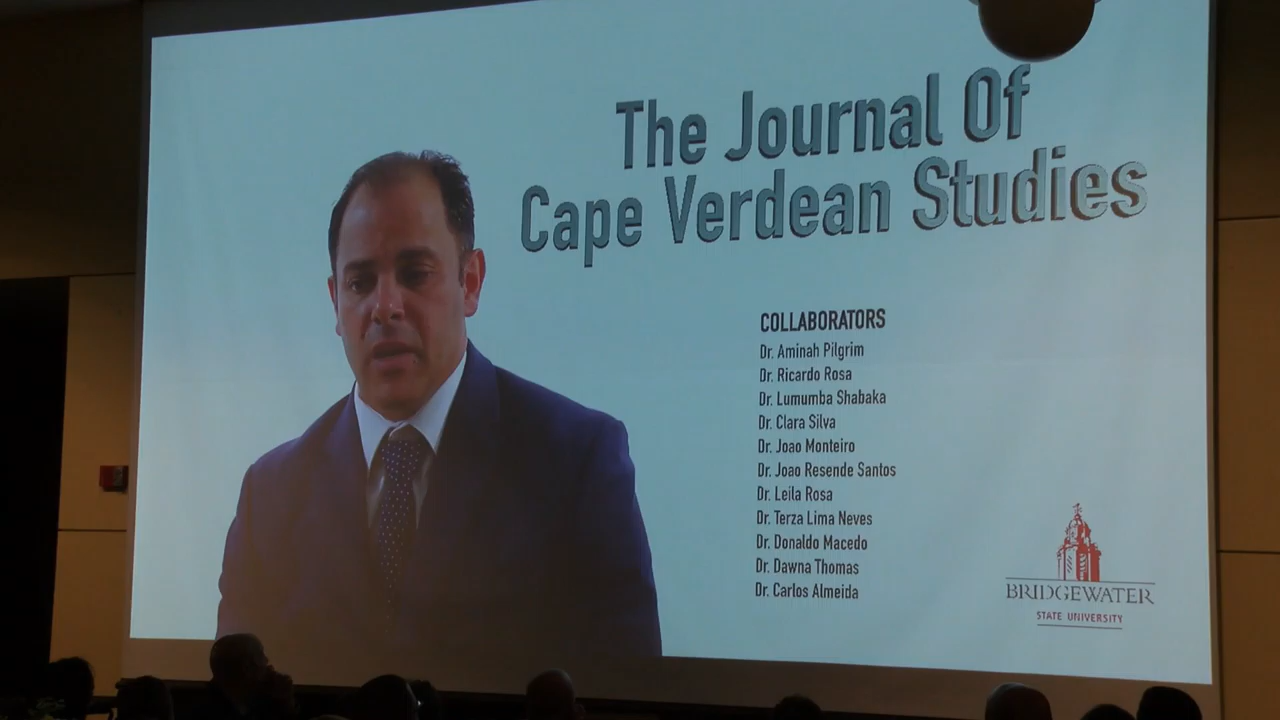 The Journal Of
Cape Verdean Studies
COLLABORATORS
Dr. Aminah Pilgrim
Dr. Ricardo Rosa
Dr. Lumumba Shabaka
Dr. Clara Silva
Dr. Joao Monteiro
Dr. Joao Resende Santos
Dr. Leila Rosa
Dr. Terza Lima Neves
Dr. Donaldo Macedo
Dr. Dawna Thomas
Dr. Carlos Almeida
BRIDGEWATER
STATE UNIVERSITY